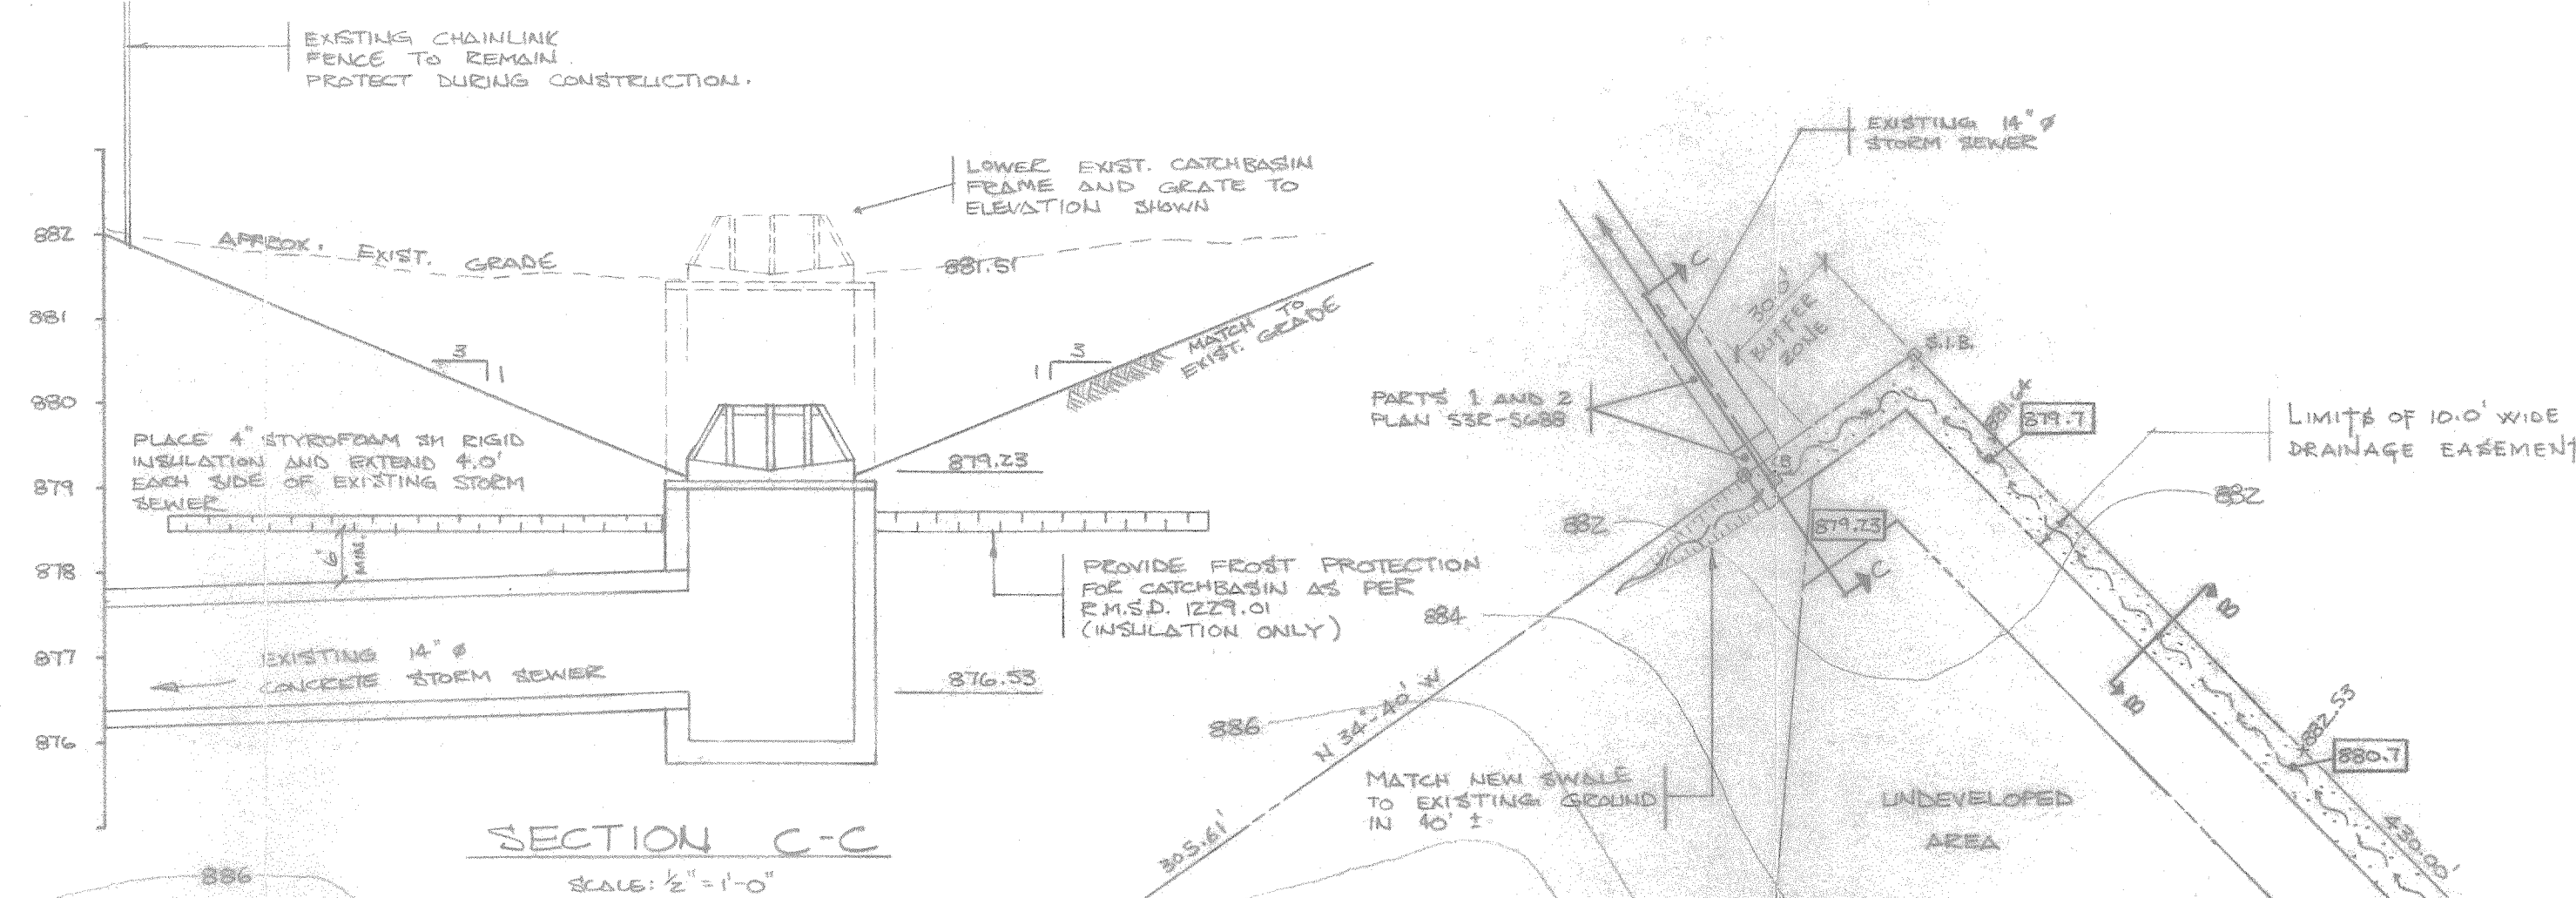 EXISTING CHAINLINK
FENCE TO REMAIN
PROTECT DURING CONSTRUCTION.
LOWER EXIST. CATCHBASIN
FRAME AND GRATE TO
ELEVATION SHOWN
882
881
880
879
878
877
876
APPROX. EXIST. GRADE
881.51
3
1
3
1
MATCH TO
EXIST. GRADE
PLACE 4" STYROFOAM SM RIGID
INSULATION AND EXTEND 4.0'
EACH SIDE OF EXISTING STORM
SEWER
879.23
6"
MIN.
PROVIDE FROST PROTECTION
FOR CATCHBASIN AS PER
R.M.S.D. 1229.01
(INSULATION ONLY)
EXISTING 14" ø
CONCRETE STORM SEWER
876.53
SECTION C-C
SCALE: ½" = 1'-0"
886
EXISTING 14" ø
STORM SEWER
C
30.0'
BUFFER
ZONE
S.I.B.
PARTS 1 AND 2
PLAN 53R-5688
879.7
LIMITS OF 10.0' WIDE
DRAINAGE EASEMENT
882
882
879.23
C
884
886
N 34°-40' W
305.61'
B
B
882.53
880.7
MATCH NEW SWALE
TO EXISTING GROUND
IN 40' ±
UNDEVELOPED
AREA
430.00'